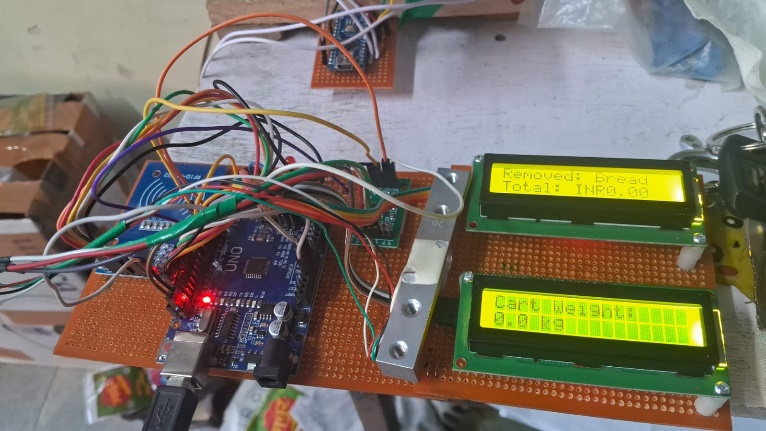 Removed: Bread
Total: INR0.00
Cart weight:
0.0 kg
UNO